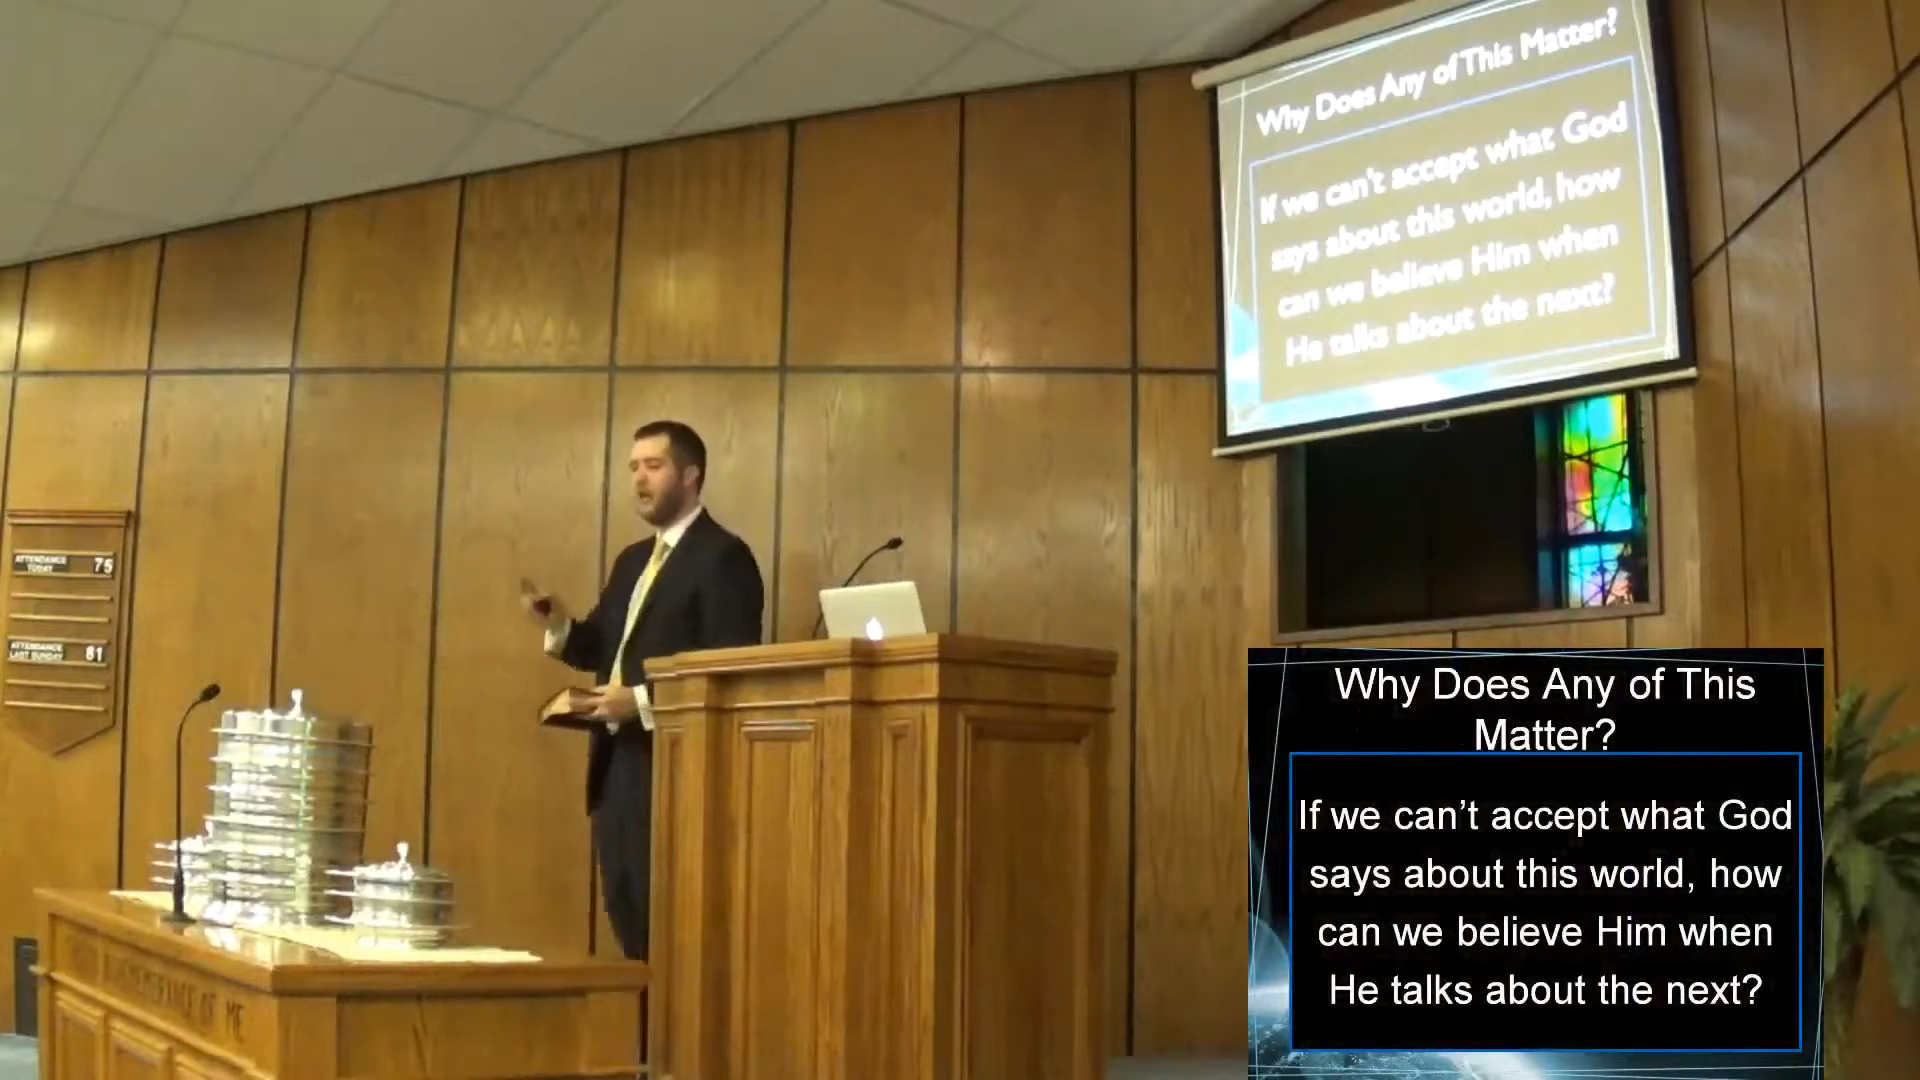 Why Does Any of This Matter?
If we can't accept what God
says about this world, how
can we believe Him when
He talks about the next?
ATTENDANCE
TODAY
75
ATTENDANCE
LAST SUNDAY
81
REMEMBRANCE OF ME
Why Does Any of This
Matter?
If we can’t accept what God
says about this world, how
can we believe Him when
He talks about the next?